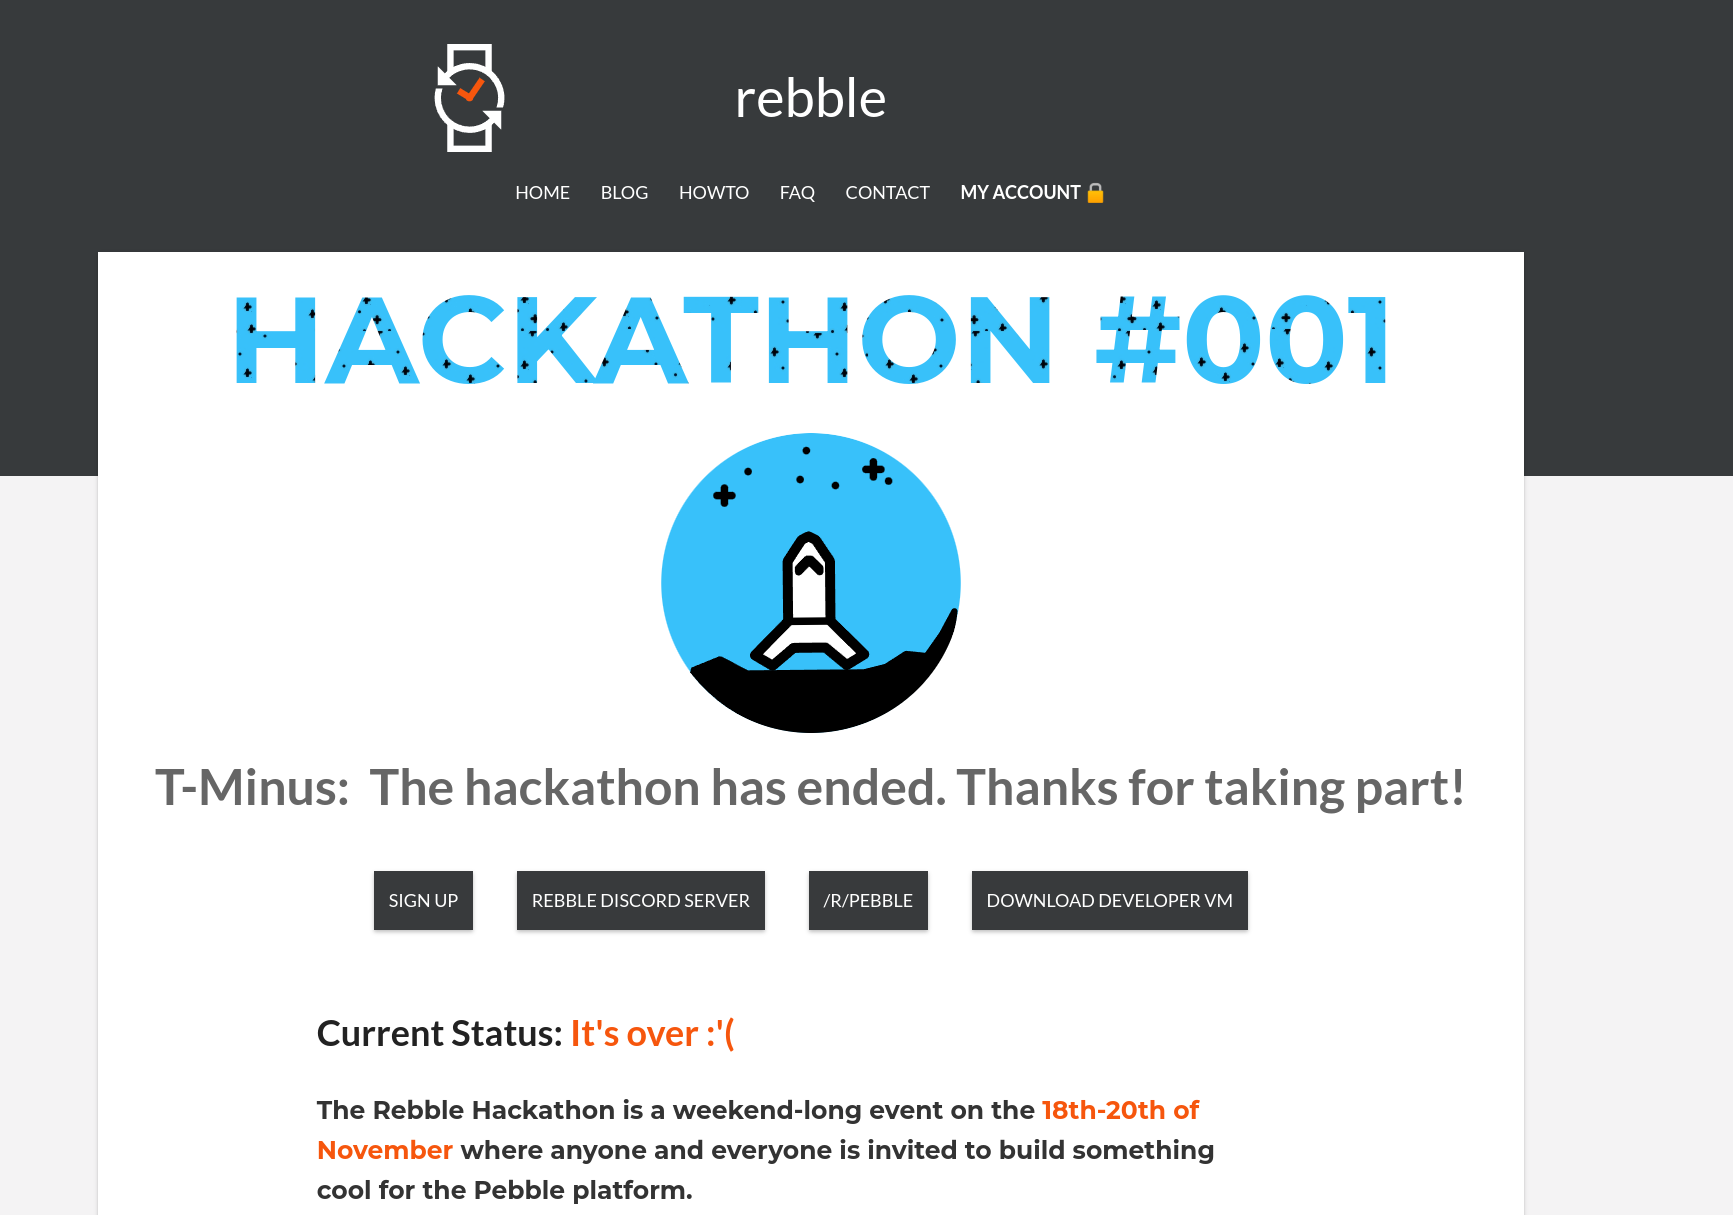 rebble
HOME BLOG HOWTO FAQ CONTACT MY ACCOUNT 🔒
HACKATHON #001
T-Minus: The hackathon has ended. Thanks for taking part!
SIGN UP REBBLE DISCORD SERVER /R/PEBBLE DOWNLOAD DEVELOPER VM
Current Status: It's over :'(
The Rebble Hackathon is a weekend-long event on the 18th-20th of
November where anyone and everyone is invited to build something
cool for the Pebble platform.